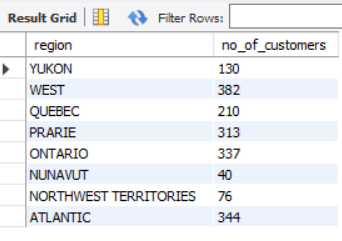 Result Grid Filter Rows:
region no_of_customers
YUKON 130
WEST 382
QUEBEC 210
PRARIE 313
ONTARIO 337
NUNAVUT 40
NORTHWEST TERRITORIES 76
ATLANTIC 344